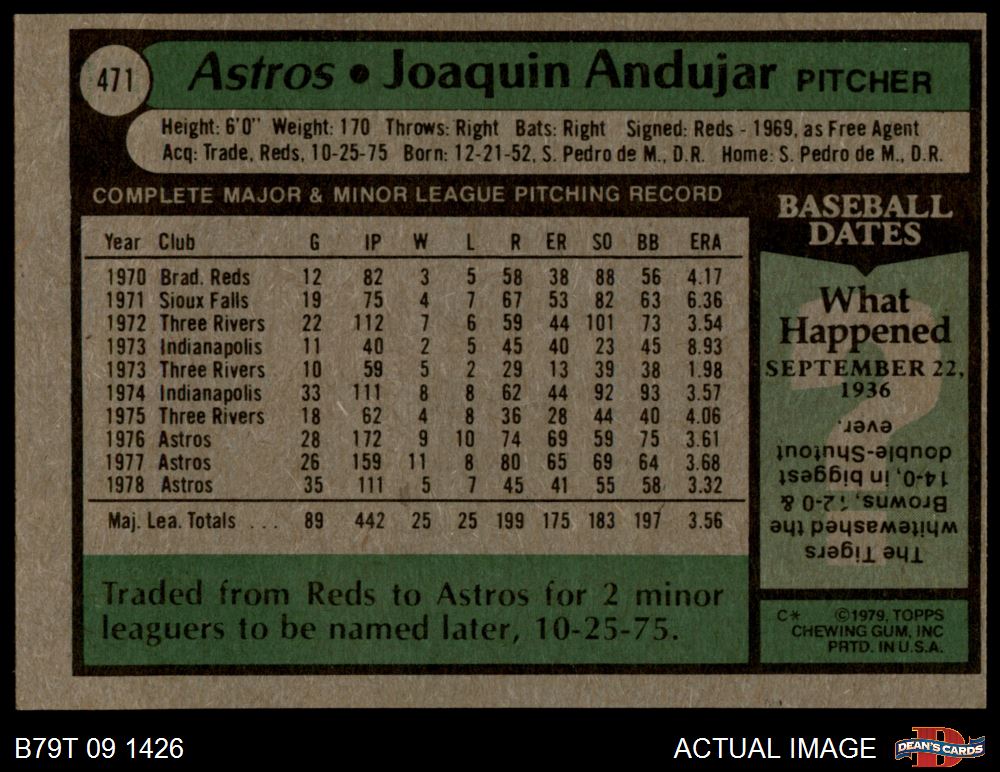 471
Astros • Joaquin Andujar PITCHER
Height: 6'0" Weight: 170 Throws: Right Bats: Right Signed: Reds - 1969, as Free Agent
Acq: Trade, Reds, 10-25-75 Born: 12-21-52, S. Pedro de M., D.R. Home: S. Pedro de M., D.R.
COMPLETE MAJOR & MINOR LEAGUE PITCHING RECORD
Year Club G IP W L R ER SO BB ERA
1970 Brad. Reds 12 82 3 5 58 38 88 56 4.17
1971 Sioux Falls 19 75 4 7 67 53 82 63 6.36
1972 Three Rivers 22 112 7 6 59 44 101 73 3.54
1973 Indianapolis 11 40 2 5 45 40 23 45 8.93
1973 Three Rivers 10 59 5 2 29 13 39 38 1.98
1974 Indianapolis 33 111 8 8 62 44 92 93 3.57
1975 Three Rivers 18 62 4 8 36 28 44 40 4.06
1976 Astros 28 172 9 10 74 69 59 75 3.61
1977 Astros 26 159 11 8 80 65 69 64 3.68
1978 Astros 35 111 5 7 45 41 55 58 3.32
Maj. Lea. Totals ... 89 442 25 25 199 175 183 197 3.56
Traded from Reds to Astros for 2 minor
leaguers to be named later, 10-25-75.
BASEBALL
DATES
What
Happened
SEPTEMBER 22,
1936
The Tigers
whitewashed the
Browns, 12-0 &
14-0, in biggest
double-Shutout
ever.
C* ©1979, TOPPS
CHEWING GUM, INC
PRTD. IN U.S.A.
B79T 09 1426
ACTUAL IMAGE
D
DEAN'S CARDS